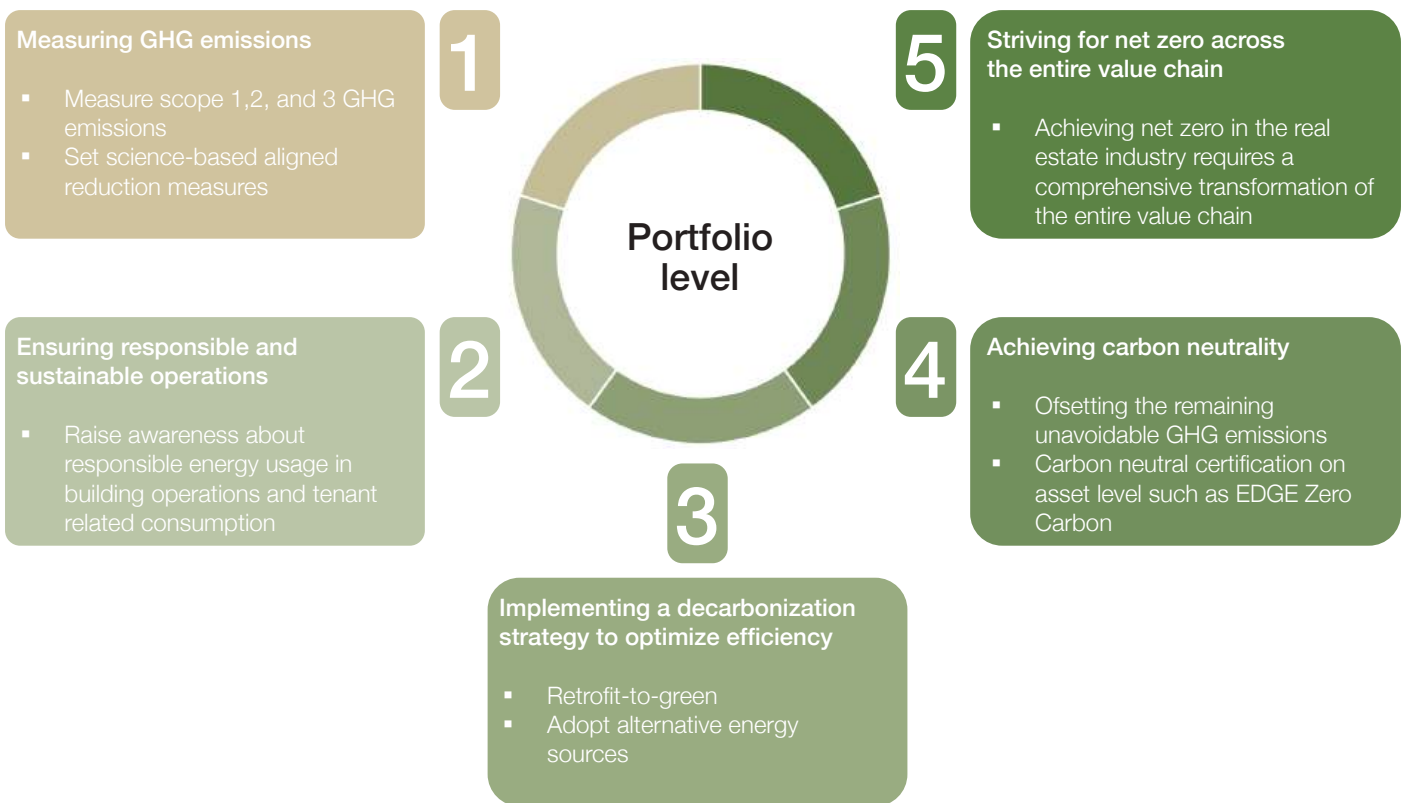 1
Measuring GHG emissions
▪ Measure scope 1,2, and 3 GHG
emissions
▪ Set science-based aligned
reduction measures
2
Ensuring responsible and
sustainable operations
▪ Raise awareness about
responsible energy usage in
building operations and tenant
related consumption
Portfolio
level
3
Implementing a decarbonization
strategy to optimize efficiency
▪ Retrofit-to-green
▪ Adopt alternative energy
sources
4
Achieving carbon neutrality
▪ Ofsetting the remaining
unavoidable GHG emissions
▪ Carbon neutral certification on
asset level such as EDGE Zero
Carbon
5
Striving for net zero across
the entire value chain
▪ Achieving net zero in the real
estate industry requires a
comprehensive transformation of
the entire value chain